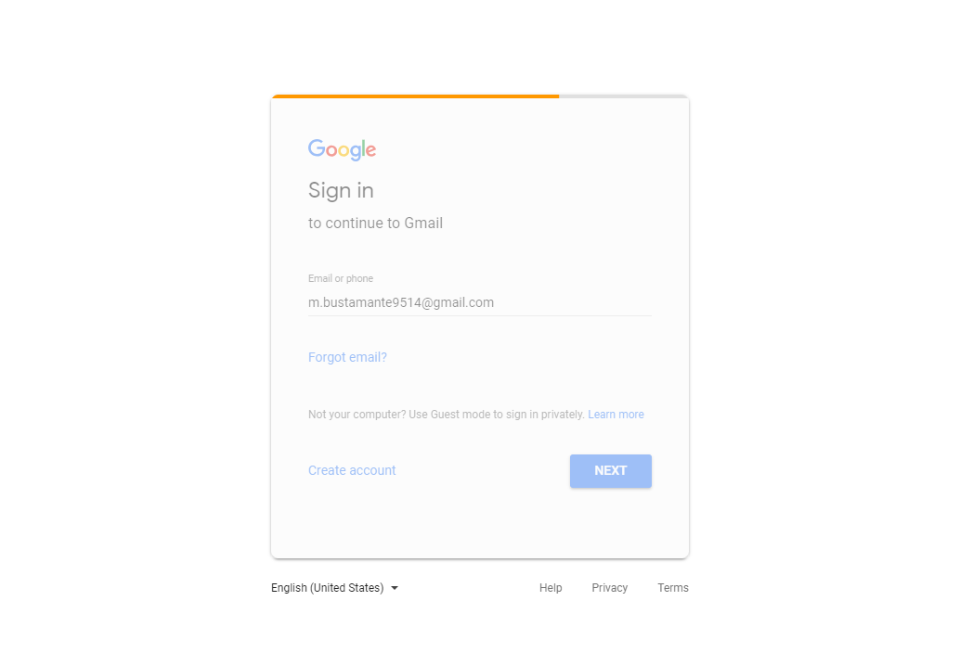 Google
Sign in
to continue to Gmail
Email or phone
m.bustamante9514@gmail.com
Forgot email?
Not your computer? Use Guest mode to sign in privately. Learn more
Create account NEXT
English (United States) Help Privacy Terms